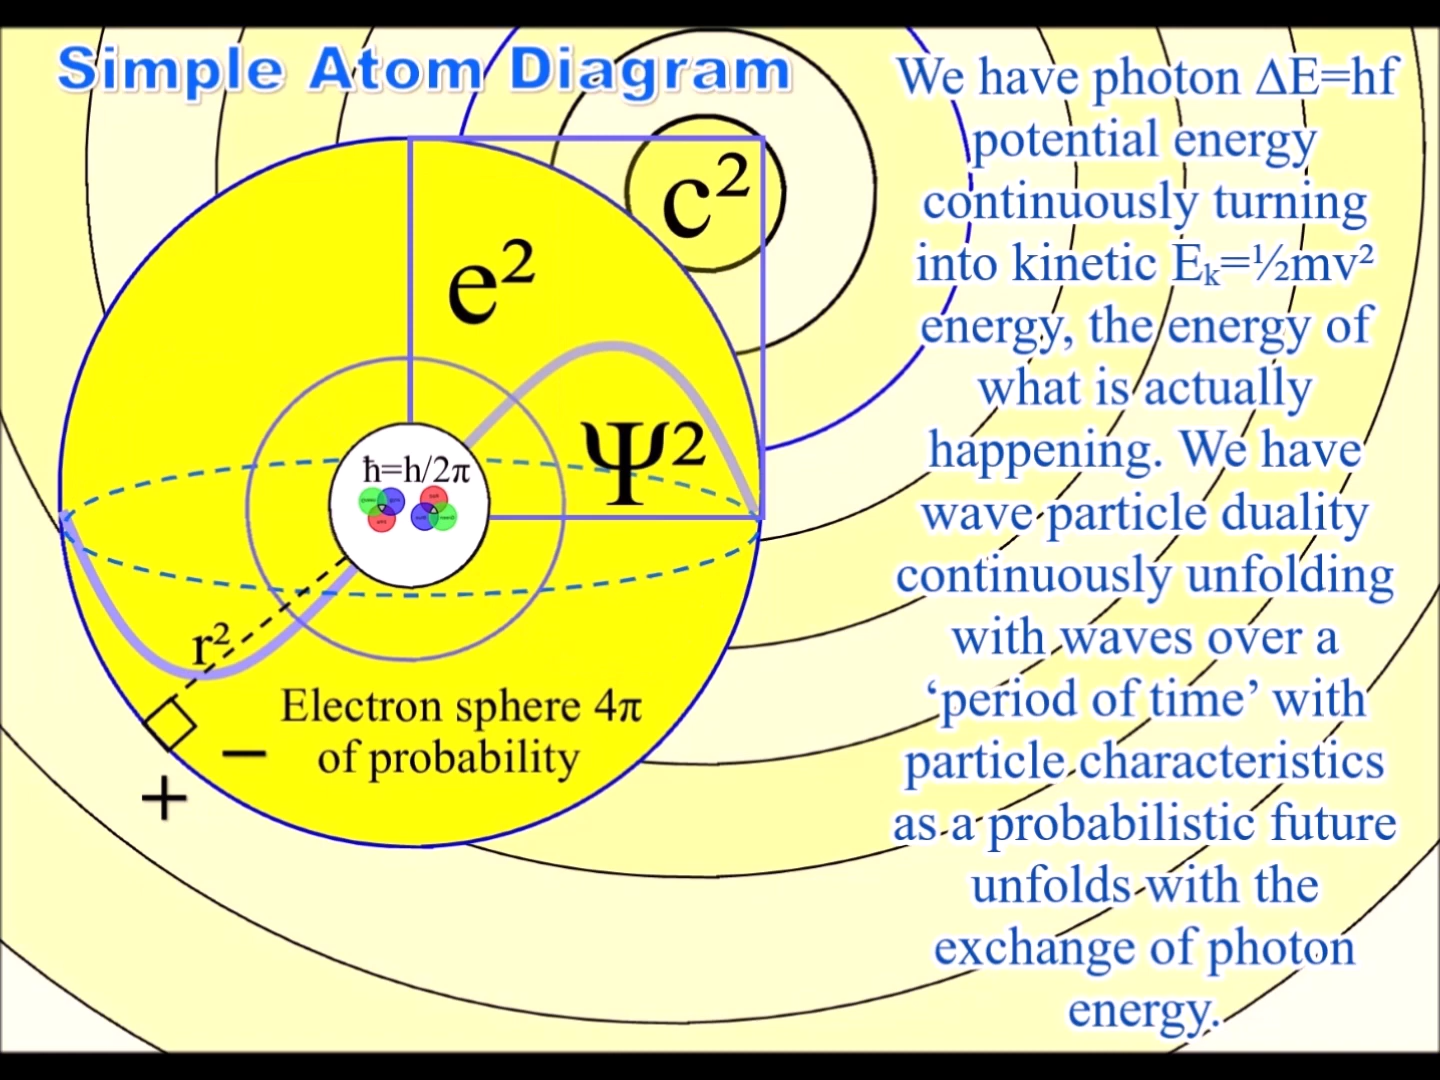 Simple Atom Diagram
We have photon ΔE=hf
potential energy
continuously turning
into kinetic Eₖ=½mv²
energy, the energy of
what is actually
happening. We have
wave particle duality
continuously unfolding
with waves over a
‘period of time’ with
particle characteristics
as a probabilistic future
unfolds with the
exchange of photon
energy.
c²
e²
Ψ²
ħ=h/2π
r²
Electron sphere 4π
of probability
−
+